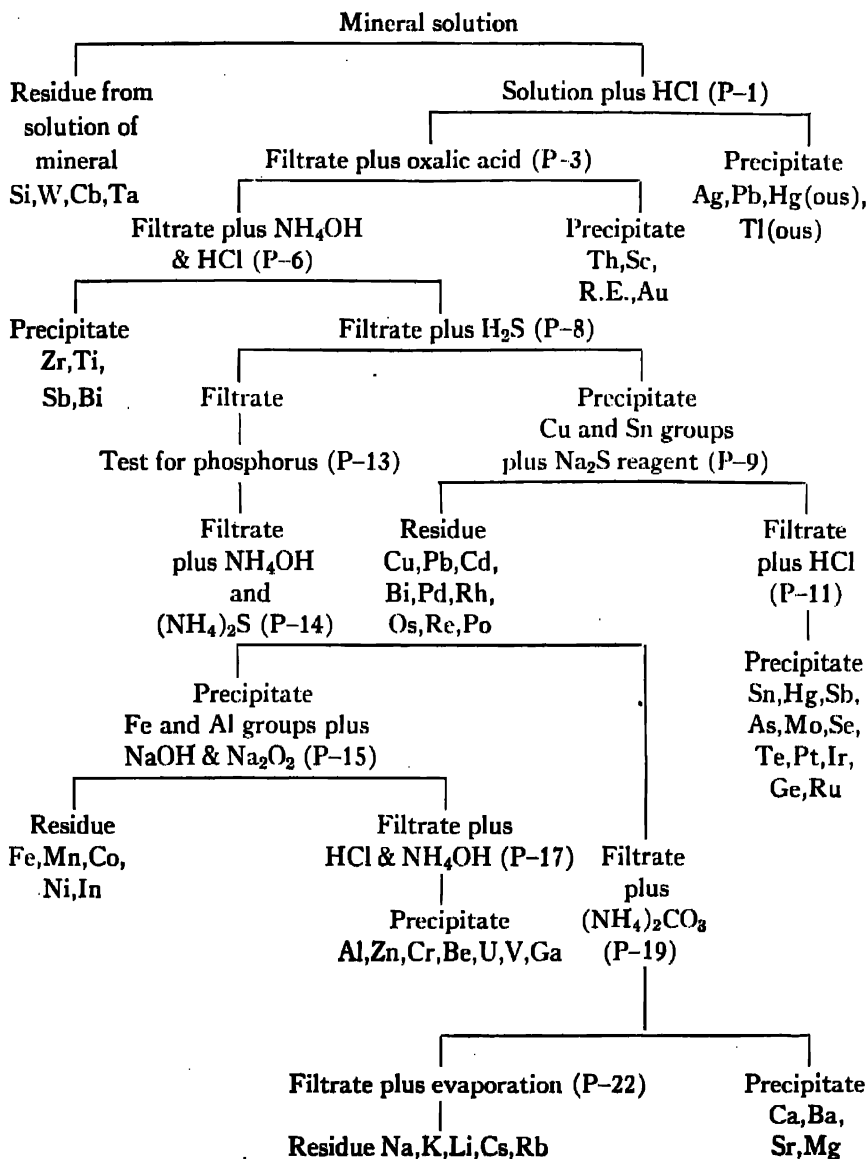 Mineral solution
Residue from
solution of
mineral
Si,W,Cb,Ta
Solution plus HCl (P–1)
Filtrate plus oxalic acid (P–3)
Precipitate
Ag,Pb,Hg(ous),
Tl(ous)
Filtrate plus NH₄OH
& HCl (P–6)
Precipitate
Th,Sc,
R.E.,Au
Precipitate
Zr,Ti,
Sb,Bi
Filtrate plus H₂S (P–8)
Filtrate
Precipitate
Cu and Sn groups
plus Na₂S reagent (P–9)
Test for phosphorus (P–13)
Filtrate
plus NH₄OH
and
(NH₄)₂S (P–14)
Residue
Cu,Pb,Cd,
Bi,Pd,Rh,
Os,Re,Po
Filtrate
plus HCl
(P–11)
Precipitate
Sn,Hg,Sb,
As,Mo,Se,
Te,Pt,Ir,
Ge,Ru
Precipitate
Fe and Al groups plus
NaOH & Na₂O₂ (P–15)
Residue
Fe,Mn,Co,
Ni,In
Filtrate plus
HCl & NH₄OH (P–17)
Precipitate
Al,Zn,Cr,Be,U,V,Ga
Filtrate
plus
(NH₄)₂CO₃
(P–19)
Filtrate plus evaporation (P–22)
Residue Na,K,Li,Cs,Rb
Precipitate
Ca,Ba,
Sr,Mg